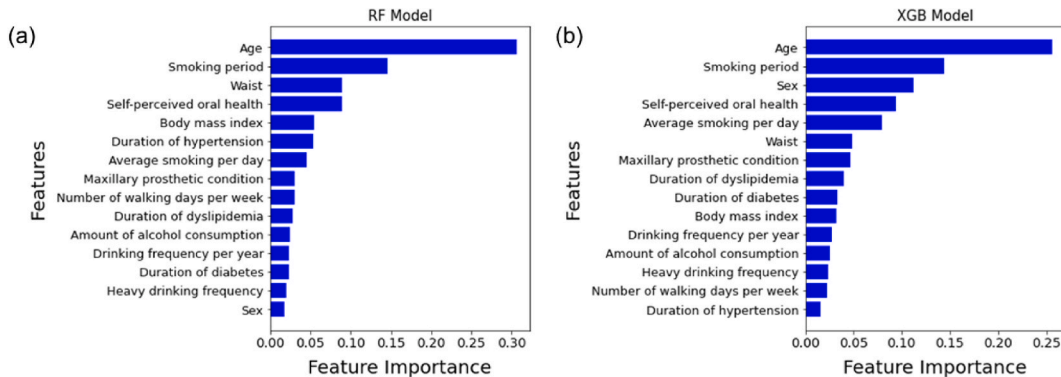 (a)
RF Model
Features
Age
Smoking period
Waist
Self-perceived oral health
Body mass index
Duration of hypertension
Average smoking per day
Maxillary prosthetic condition
Number of walking days per week
Duration of dyslipidemia
Amount of alcohol consumption
Drinking frequency per year
Duration of diabetes
Heavy drinking frequency
Sex
0.00 0.05 0.10 0.15 0.20 0.25 0.30
Feature Importance
(b)
XGB Model
Features
Age
Smoking period
Sex
Self-perceived oral health
Average smoking per day
Waist
Maxillary prosthetic condition
Duration of dyslipidemia
Duration of diabetes
Body mass index
Drinking frequency per year
Amount of alcohol consumption
Heavy drinking frequency
Number of walking days per week
Duration of hypertension
0.00 0.05 0.10 0.15 0.20 0.25
Feature Importance